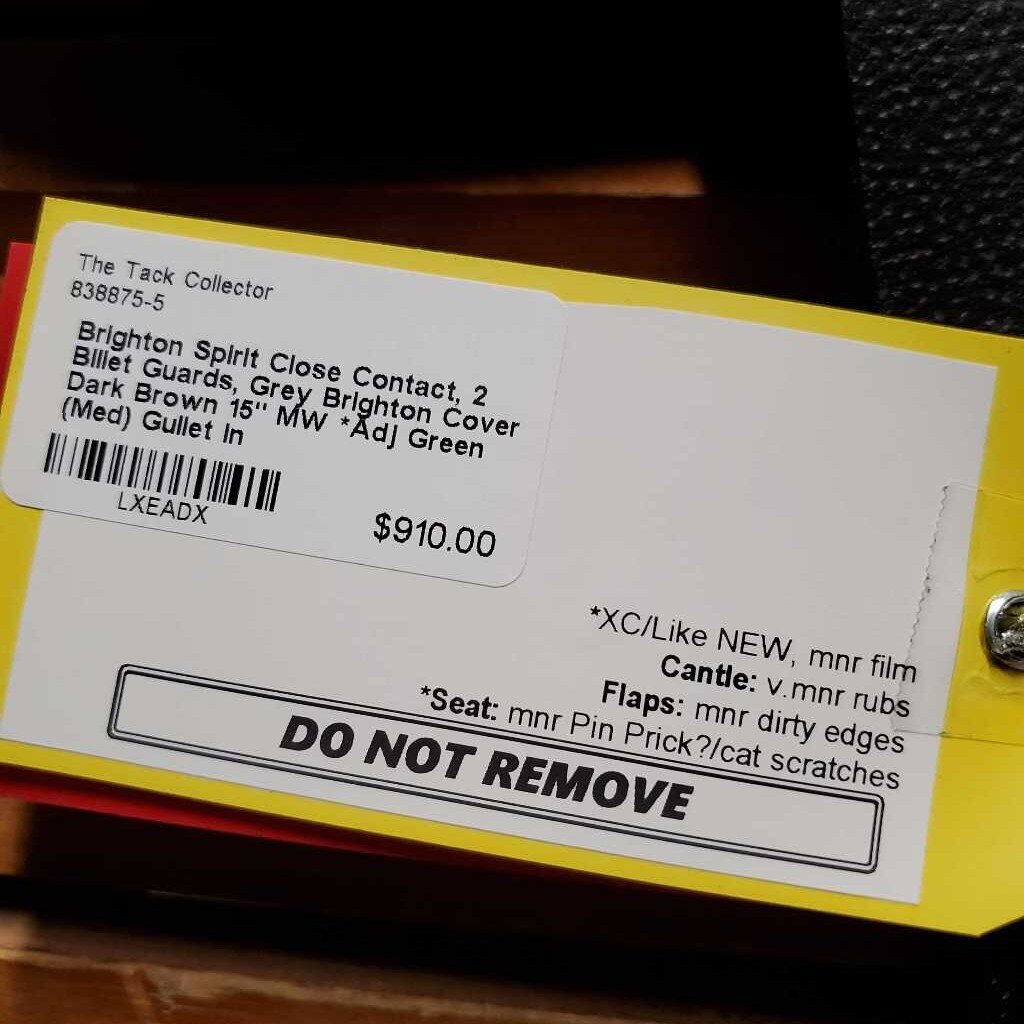 The Tack Collector
838875-5
Brighton Spirit Close Contact, 2
Billet Guards, Grey Brighton Cover
Dark Brown 15" MW *Adj Green
(Med) Gullet In
LXEADX
$910.00
*XC/Like NEW, mnr film
Cantle: v.mnr rubs
Flaps: mnr dirty edges
*Seat: mnr Pin Prick?/cat scratches
DO NOT REMOVE